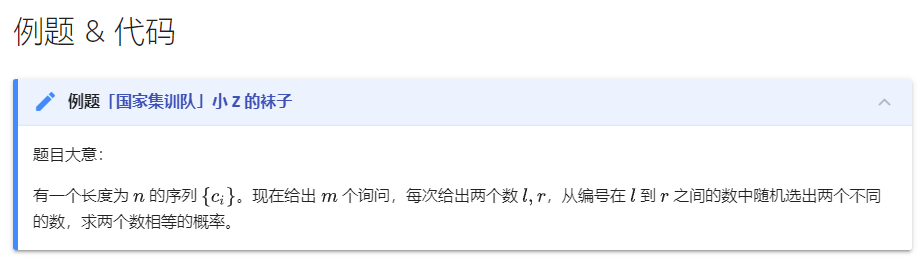 例题 & 代码
例题「国家集训队」小 Z 的袜子
题目大意：
有一个长度为 n 的序列 {c_i}。现在给出 m 个询问，每次给出两个数 l, r，从编号在 l 到 r 之间的数中随机选出两个不同
的数，求两个数相等的概率。